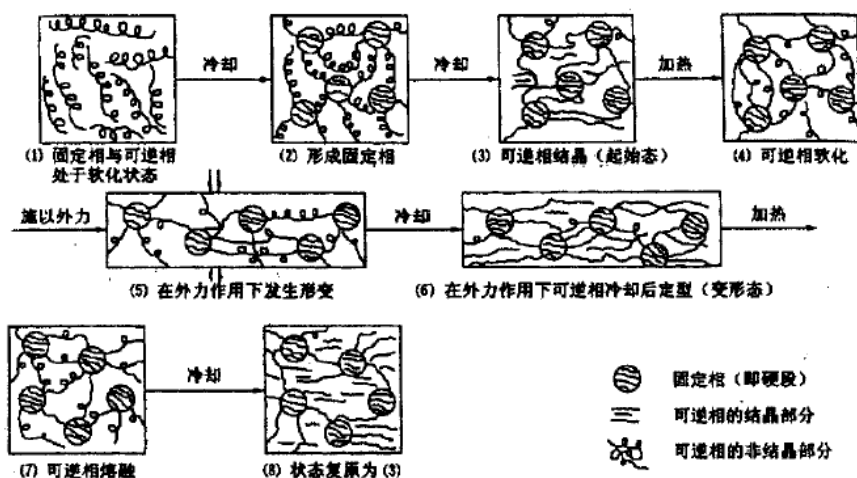 冷却
冷却
加热
(1) 固定相与可逆相
处于软化状态
(2) 形成固定相
(3) 可逆相结晶（起始态）
(4) 可逆相软化
施以外力
冷却
加热
(5) 在外力作用下发生形变
(6) 在外力作用下可逆相冷却后定型（变形态）
冷却
固定相（即硬段）
可逆相的结晶部分
可逆相的非结晶部分
(7) 可逆相熔融
(8) 状态复原为 (3)